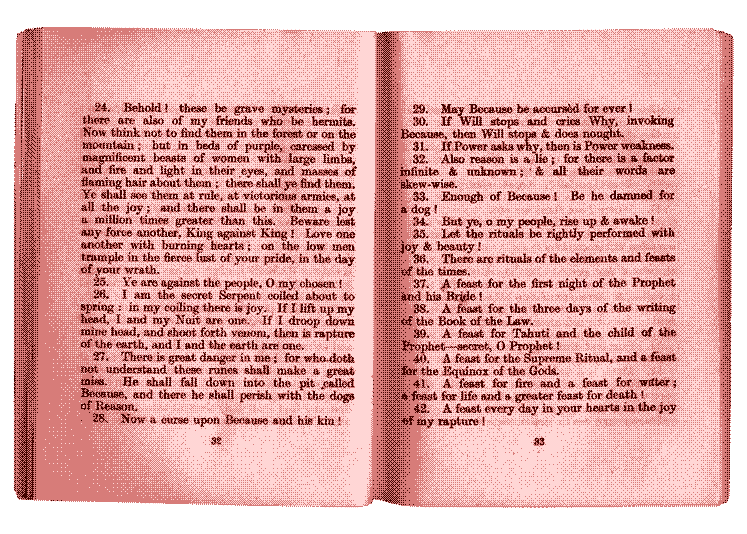 24. Behold! these be grave mysteries; for
there are also of my friends who be hermits.
Now think not to find them in the forest or on the
mountain; but in beds of purple, caressed by
magnificent beasts of women with large limbs,
and fire and light in their eyes, and masses of
flaming hair about them; there shall ye find them.
Ye shall see them at rule, at victorious armies, at
all the joy; and there shall be in them a joy
a million times greater than this. Beware lest
any force another, King against King! Love one
another with burning hearts; on the low men
trample in the fierce lust of your pride, in the day
of your wrath.
25. Ye are against the people, O my chosen!
26. I am the secret Serpent coiled about to
spring: in my coiling there is joy. If I lift up my
head, I and my Nuit are one. If I droop down
mine head, and shoot forth venom, then is rapture
of the earth, and I and the earth are one.
27. There is great danger in me; for who doth
not understand these runes shall make a great
miss. He shall fall down into the pit called
Because, and there he shall perish with the dogs
of Reason.
28. Now a curse upon Because and his kin!
32
29. May Because be accursèd for ever!
30. If Will stops and cries Why, invoking
Because, then Will stops & does nought.
31. If Power asks why, then is Power weakness.
32. Also reason is a lie; for there is a factor
infinite & unknown; & all their words are
skew-wise.
33. Enough of Because! Be he damned for
a dog!
34. But ye, o my people, rise up & awake!
35. Let the rituals be rightly performed with
joy & beauty!
36. There are rituals of the elements and feasts
of the times.
37. A feast for the first night of the Prophet
and his Bride!
38. A feast for the three days of the writing
of the Book of the Law.
39. A feast for Tahuti and the child of the
Prophet—secret, O Prophet!
40. A feast for the Supreme Ritual, and a feast
for the Equinox of the Gods.
41. A feast for fire and a feast for water;
a feast for life and a greater feast for death!
42. A feast every day in your hearts in the joy
of my rapture!
33